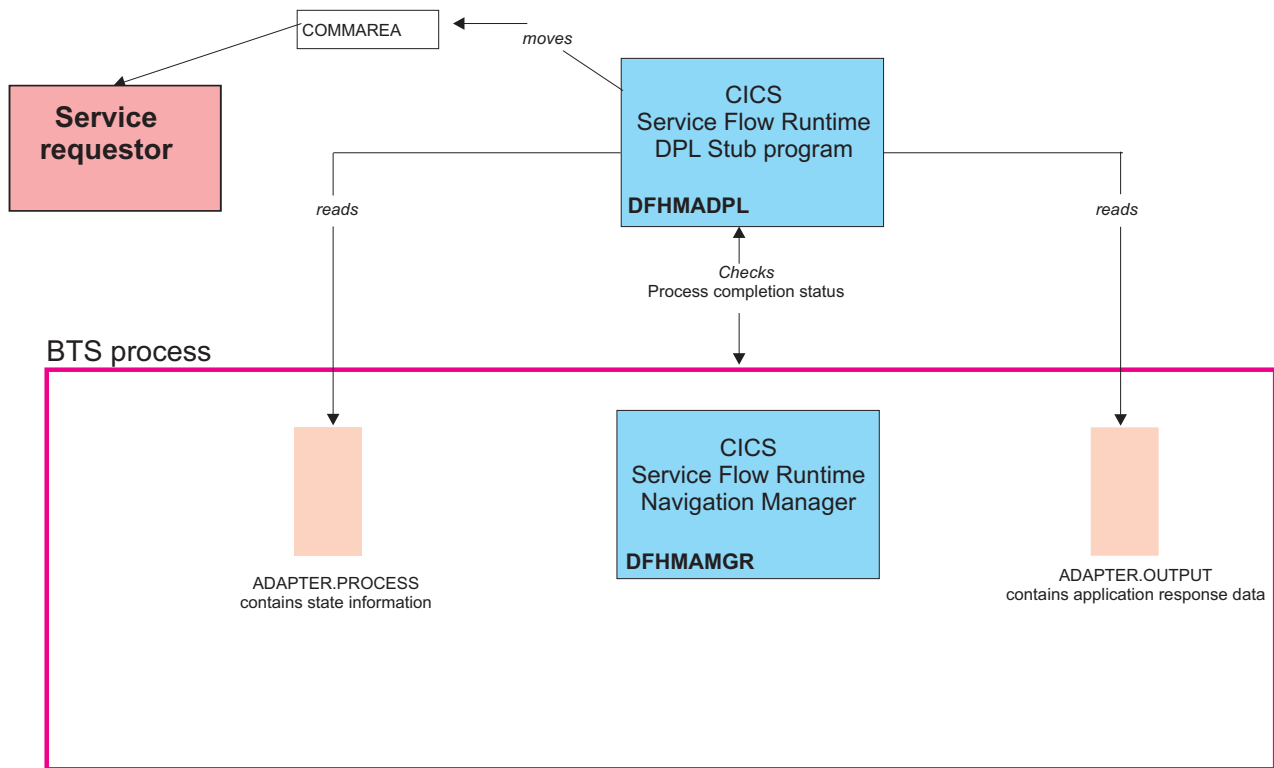 COMMAREA
moves
Service
requestor
CICS
Service Flow Runtime
DPL Stub program
DFHMADPL
reads
reads
Checks
Process completion status
BTS process
CICS
Service Flow Runtime
Navigation Manager
DFHMAMGR
ADAPTER.PROCESS
contains state information
ADAPTER.OUTPUT
contains application response data